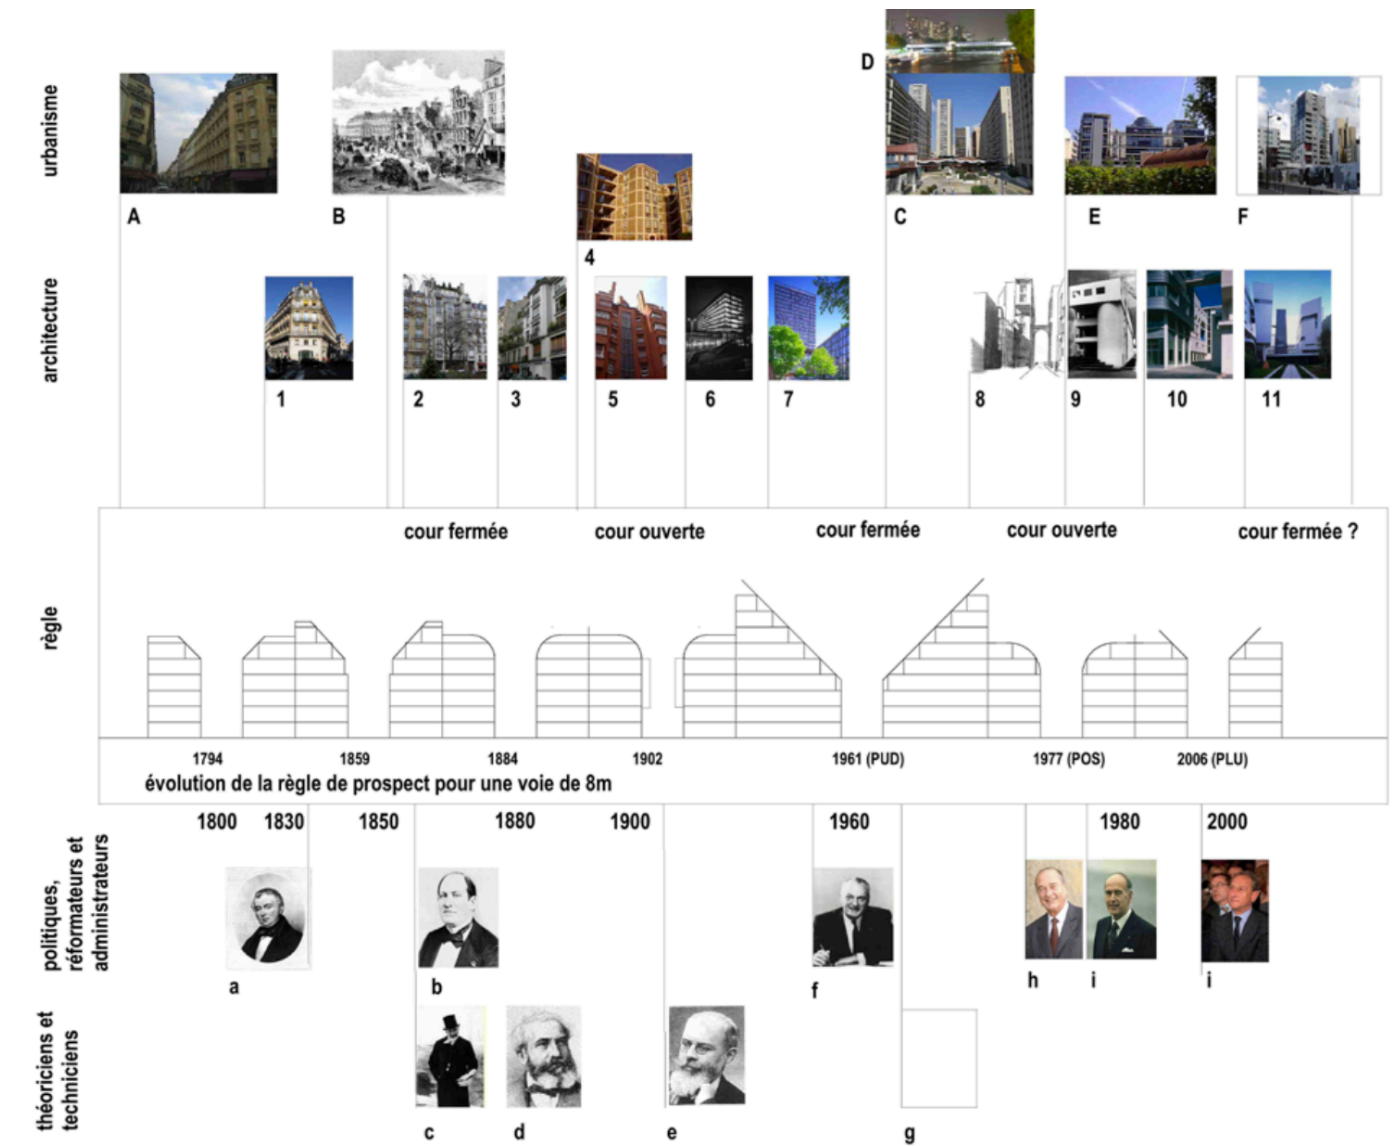 urbanisme
D
A
B
C
E
F
4
architecture
1
2
3
5
6
7
8
9
10
11
cour fermée
cour ouverte
cour fermée
cour ouverte
cour fermée ?
règle
1794
1859
1884
1902
1961 (PUD)
1977 (POS)
2006 (PLU)
évolution de la règle de prospect pour une voie de 8m
1800
1830
1850
1880
1900
1960
1980
2000
politiques,
réformateurs et
administrateurs
a
b
f
h
i
i
théoriciens et
techniciens
c
d
e
g